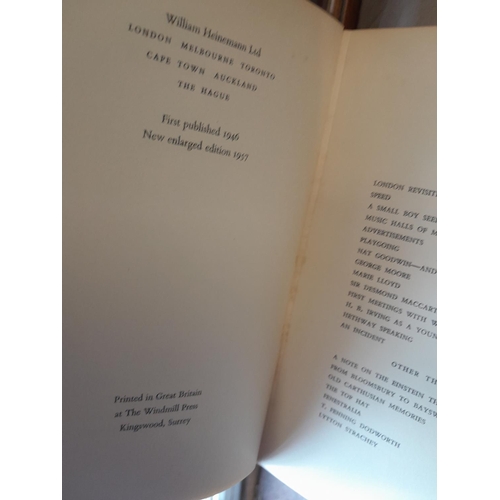 William Heinemann Ltd
LONDON MELBOURNE TORONTO
CAPE TOWN AUCKLAND
THE HAGUE
First published 1946
New enlarged edition 1957
Printed in Great Britain
at The Windmill Press
Kingswood, Surrey
LONDON REVISIT
SPEED
A SMALL BOY SEE
MUSIC HALLS OF M
ADVERTISEMENTS
PLAYGOING
NAT GOODWIN—AND
GEORGE MOORE
MARIE LLOYD
SIR DESMOND MACCART
FIRST MEETINGS WITH W
H. B. IRVING AS A YOUN
NETHWAY SPEAKING
AN INCIDENT
OTHER TH
A NOTE ON THE EINSTEIN TH
FROM BLOOMSBURY TO BAYSW
OLD CARTHUSIAN MEMORIES
THE TOP HAT
FENESTRALIA
T. FENNING DODWORTH
LYTTON STRACHEY